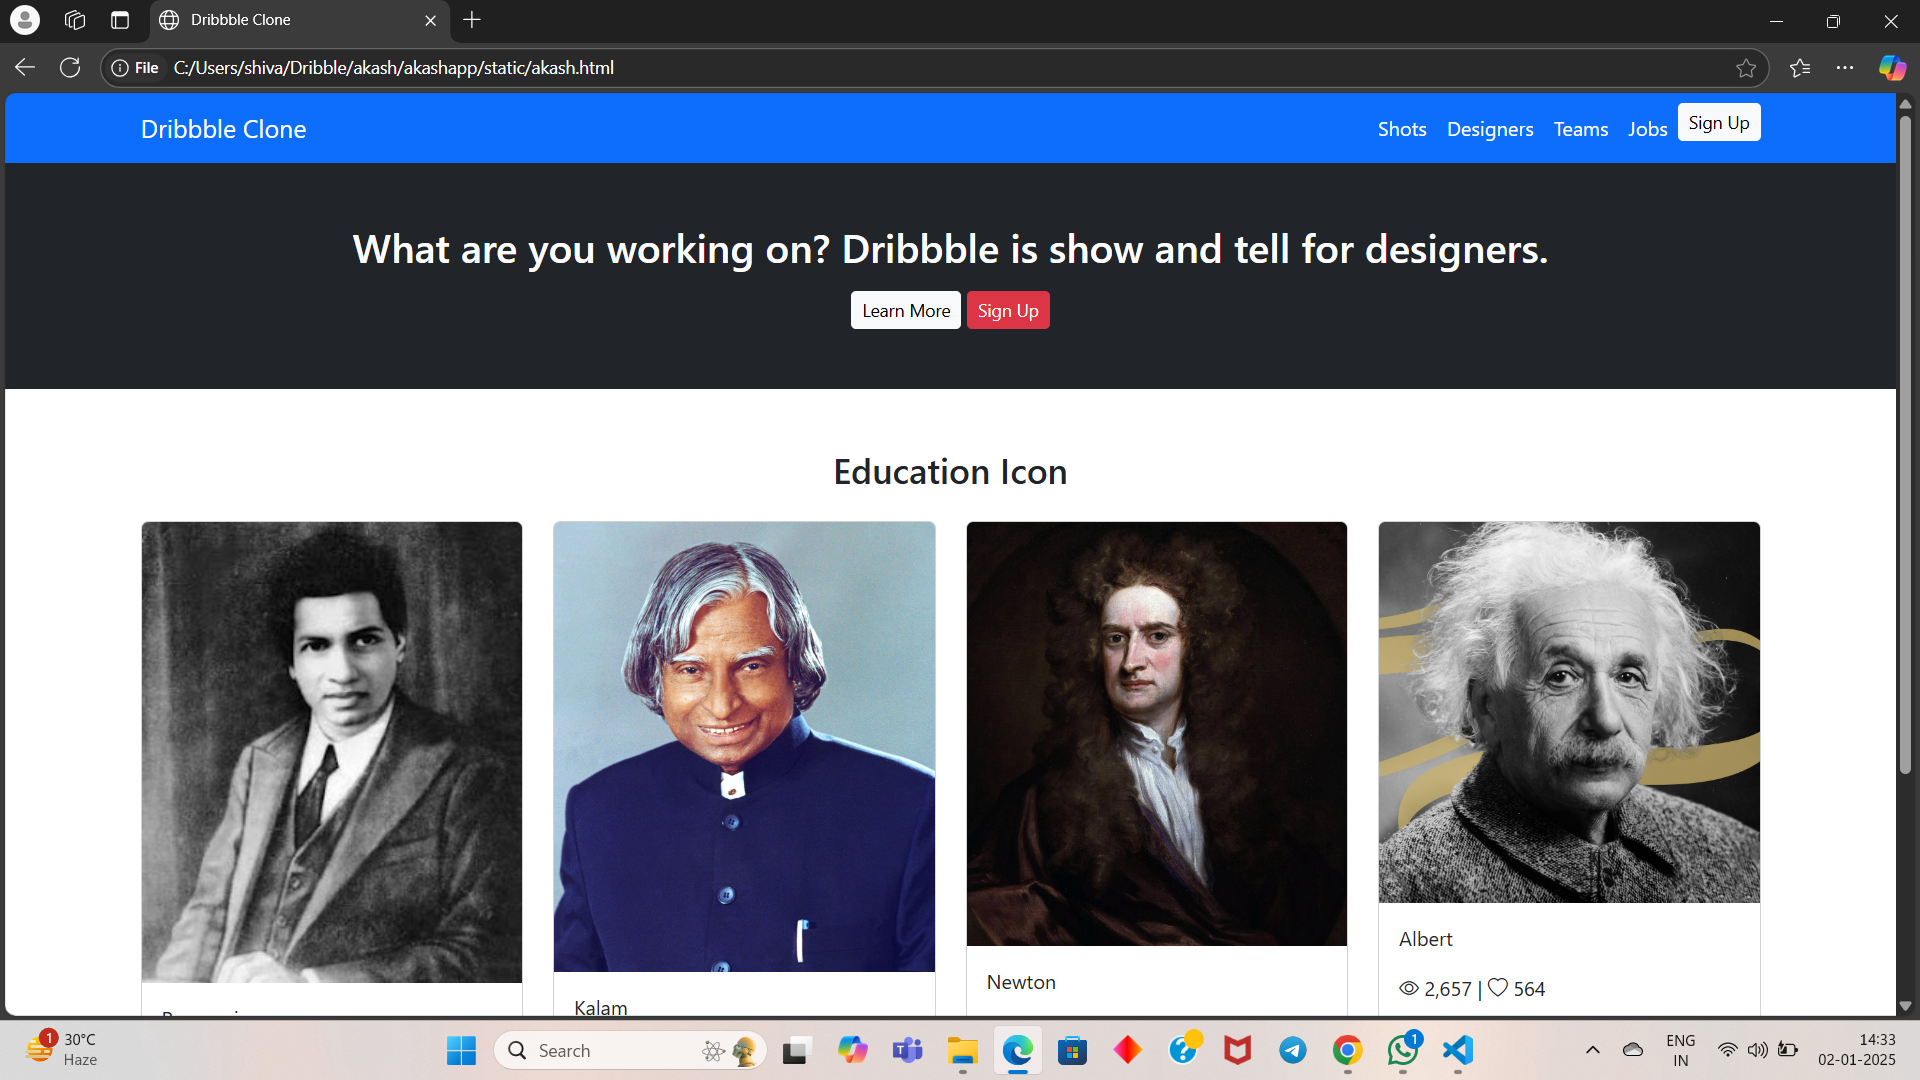 Dribbble Clone
File C:/Users/shiva/Dribble/akash/akashapp/static/akash.html
Dribbble Clone
Shots Designers Teams Jobs Sign Up
What are you working on? Dribbble is show and tell for designers.
Learn More Sign Up
Education Icon
Albert
2,657 | 564
Newton
Kalam
1
30°C
Haze
Search
1
ENG
IN
14:33
02-01-2025